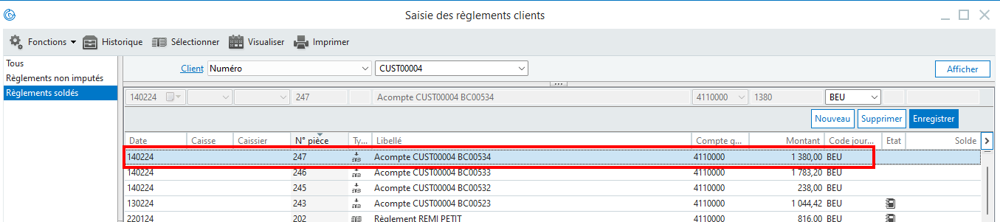 Saisie des règlements clients
Fonctions Historique Sélectionner Visualiser Imprimer
Tous
Règlements non imputés
Règlements soldés
Client Numéro CUST00004 Afficher
140224 247 Acompte CUST00004 BC00534 4110000 1380 BEU
Nouveau Supprimer Enregistrer
Date Caisse Caissier N° pièce Ty... Libellé Compte g... Montant Code jour... Etat Solde
140224 247 Acompte CUST00004 BC00534 4110000 1 380,00 BEU
140224 246 Acompte CUST00004 BC00533 4110000 1 783,20 BEU
140224 245 Acompte CUST00004 BC00532 4110000 238,00 BEU
130224 243 Acompte CUST00004 BC00523 4110000 1 044,42 BEU
220124 202 Règlement REMI PETIT 4110000 816,00 BEU